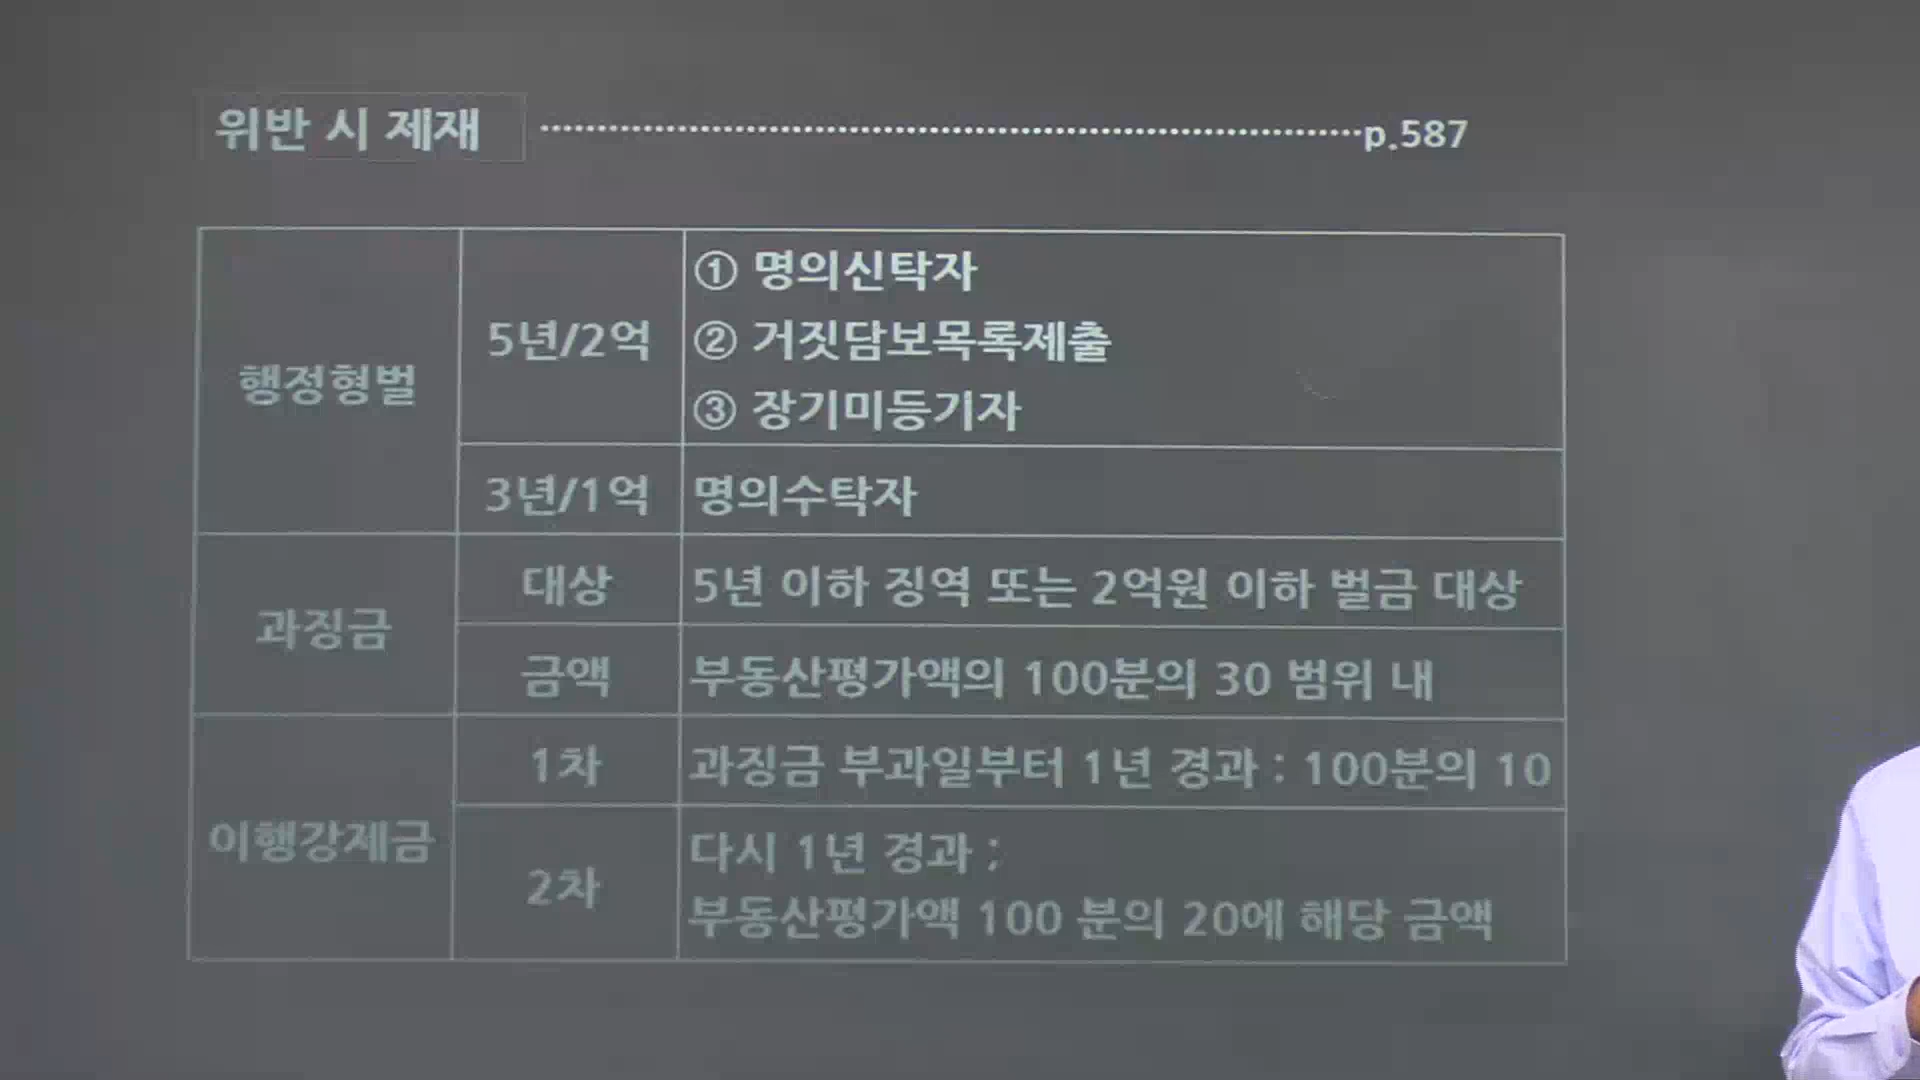 위반 시 제재 p.587
행정형벌
5년/2억
① 명의신탁자
② 거짓담보목록제출
③ 장기미등기자
3년/1억
명의수탁자
과징금
대상
5년 이하 징역 또는 2억원 이하 벌금 대상
금액
부동산평가액의 100분의 30 범위 내
이행강제금
1차
과징금 부과일부터 1년 경과 : 100분의 10
2차
다시 1년 경과 ;
부동산평가액 100 분의 20에 해당 금액